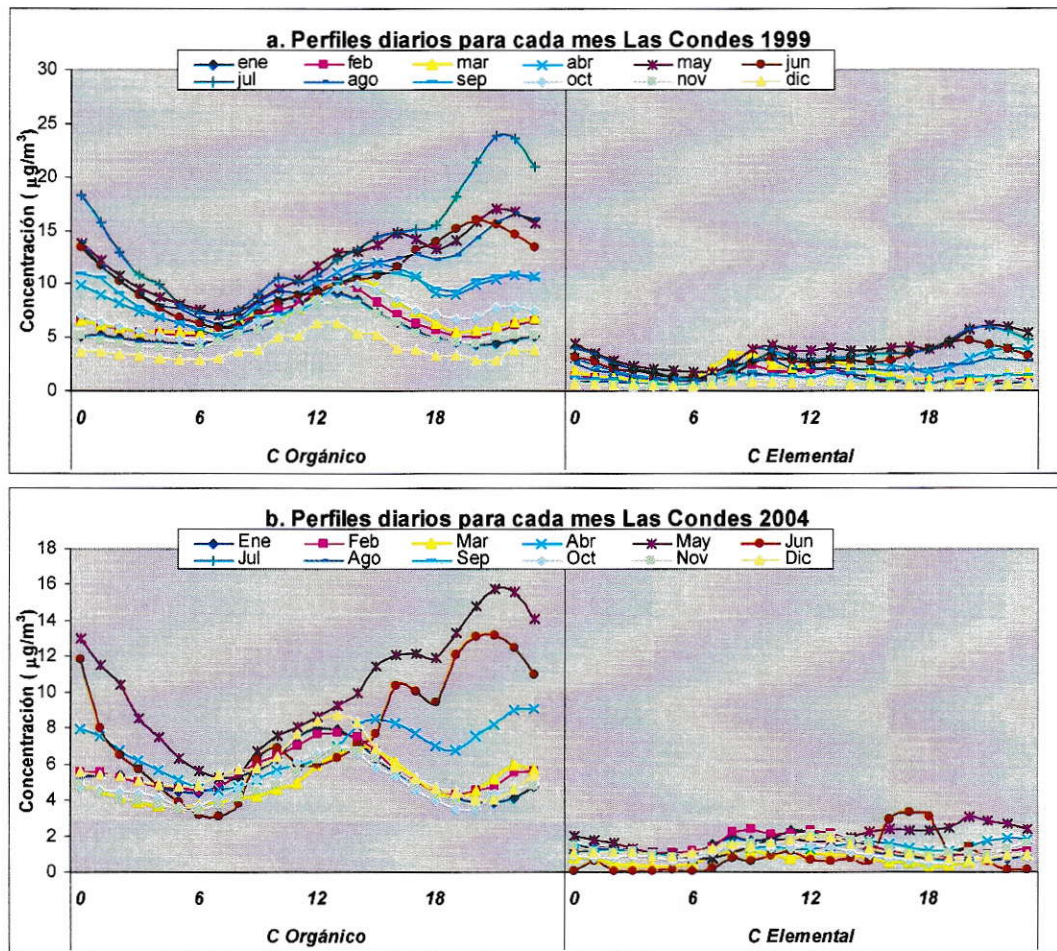 a. Perfiles diarios para cada mes Las Condes 1999
ene feb mar abr may jun
jul ago sep oct nov dic
Concentración ( µg/m³)
30
25
20
15
10
5
0
0 6 12 18 0 6 12 18
C Orgánico C Elemental
b. Perfiles diarios para cada mes Las Condes 2004
Ene Feb Mar Abr May Jun
Jul Ago Sep Oct Nov Dic
Concentración ( µg/m³)
18
16
14
12
10
8
6
4
2
0
0 6 12 18 0 6 12 18
C Orgánico C Elemental